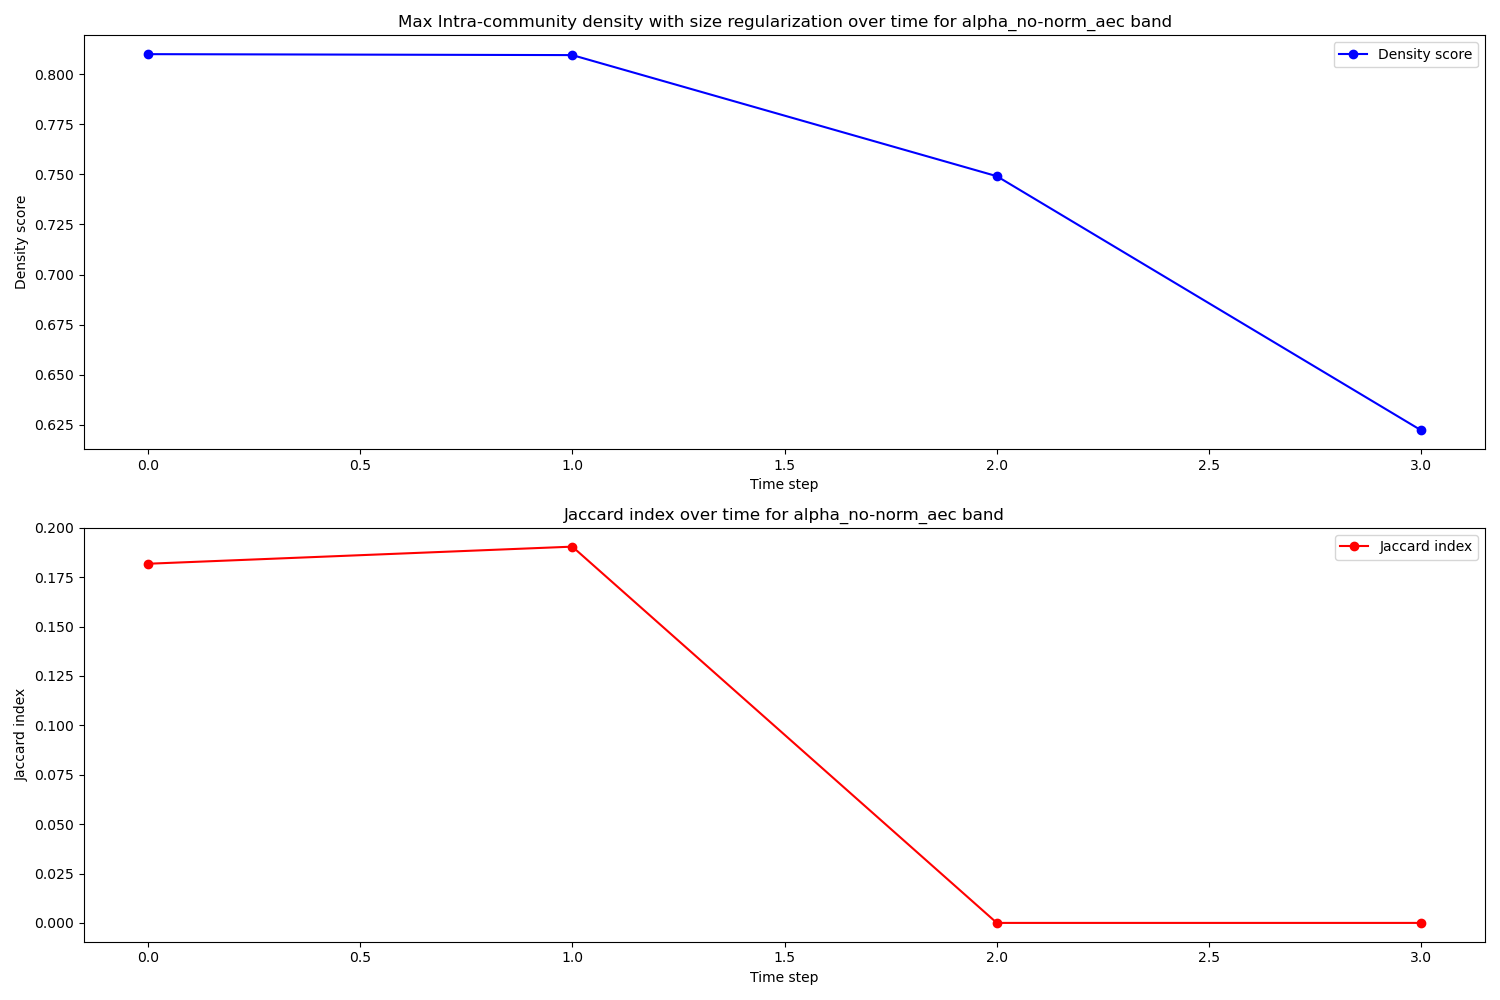 Max Intra-community density with size regularization over time for alpha_no-norm_aec band
Density score
0.800
0.775
0.750
0.725
0.700
0.675
0.650
0.625
Density score
0.0 0.5 1.0 1.5 2.0 2.5 3.0
Time step
Jaccard index over time for alpha_no-norm_aec band
Jaccard index
0.200
0.175
0.150
0.125
0.100
0.075
0.050
0.025
0.000
Jaccard index
0.0 0.5 1.0 1.5 2.0 2.5 3.0
Time step